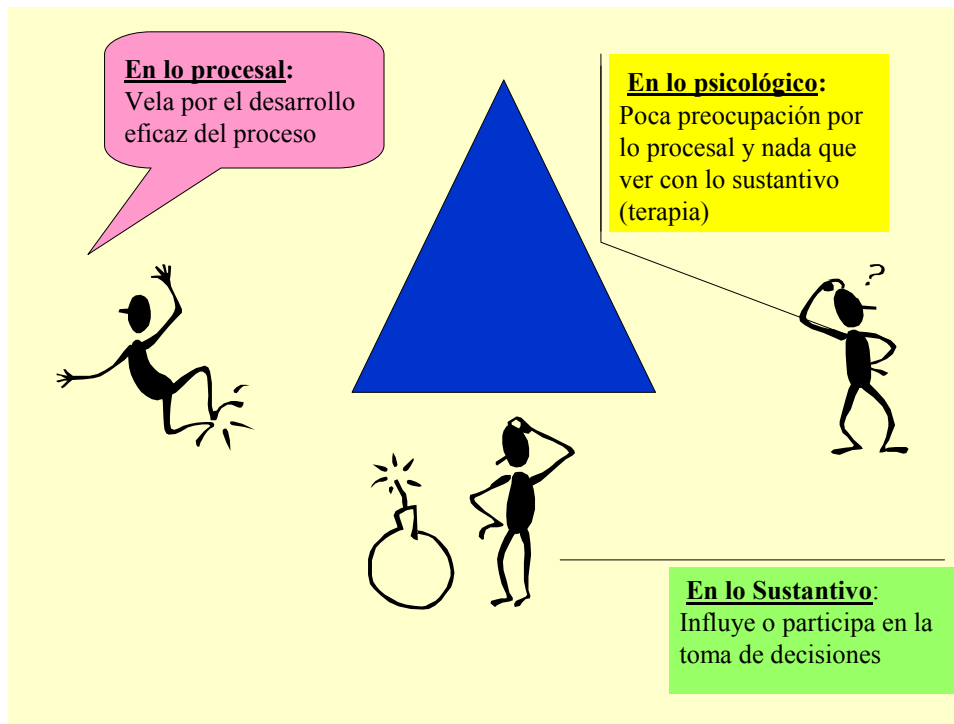 En lo procesal:
Vela por el desarrollo
eficaz del proceso
En lo psicológico:
Poca preocupación por
lo procesal y nada que
ver con lo sustantivo
(terapia)
?
En lo Sustantivo:
Influye o participa en la
toma de decisiones